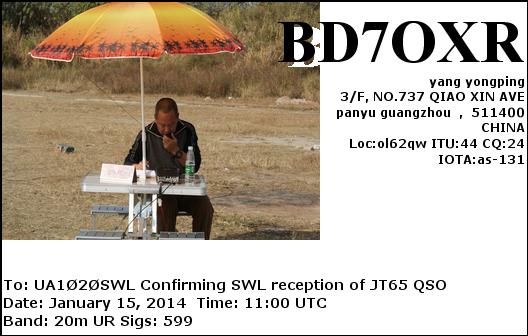 BD7OXR
yang yongping
3/F, NO.737 QIAO XIN AVE
panyu guangzhou , 511400
CHINA
Loc:ol62qw ITU:44 CQ:24
IOTA:as-131
To: UA1Ø2ØSWL Confirming SWL reception of JT65 QSO
Date: January 15, 2014 Time: 11:00 UTC
Band: 20m UR Sigs: 599